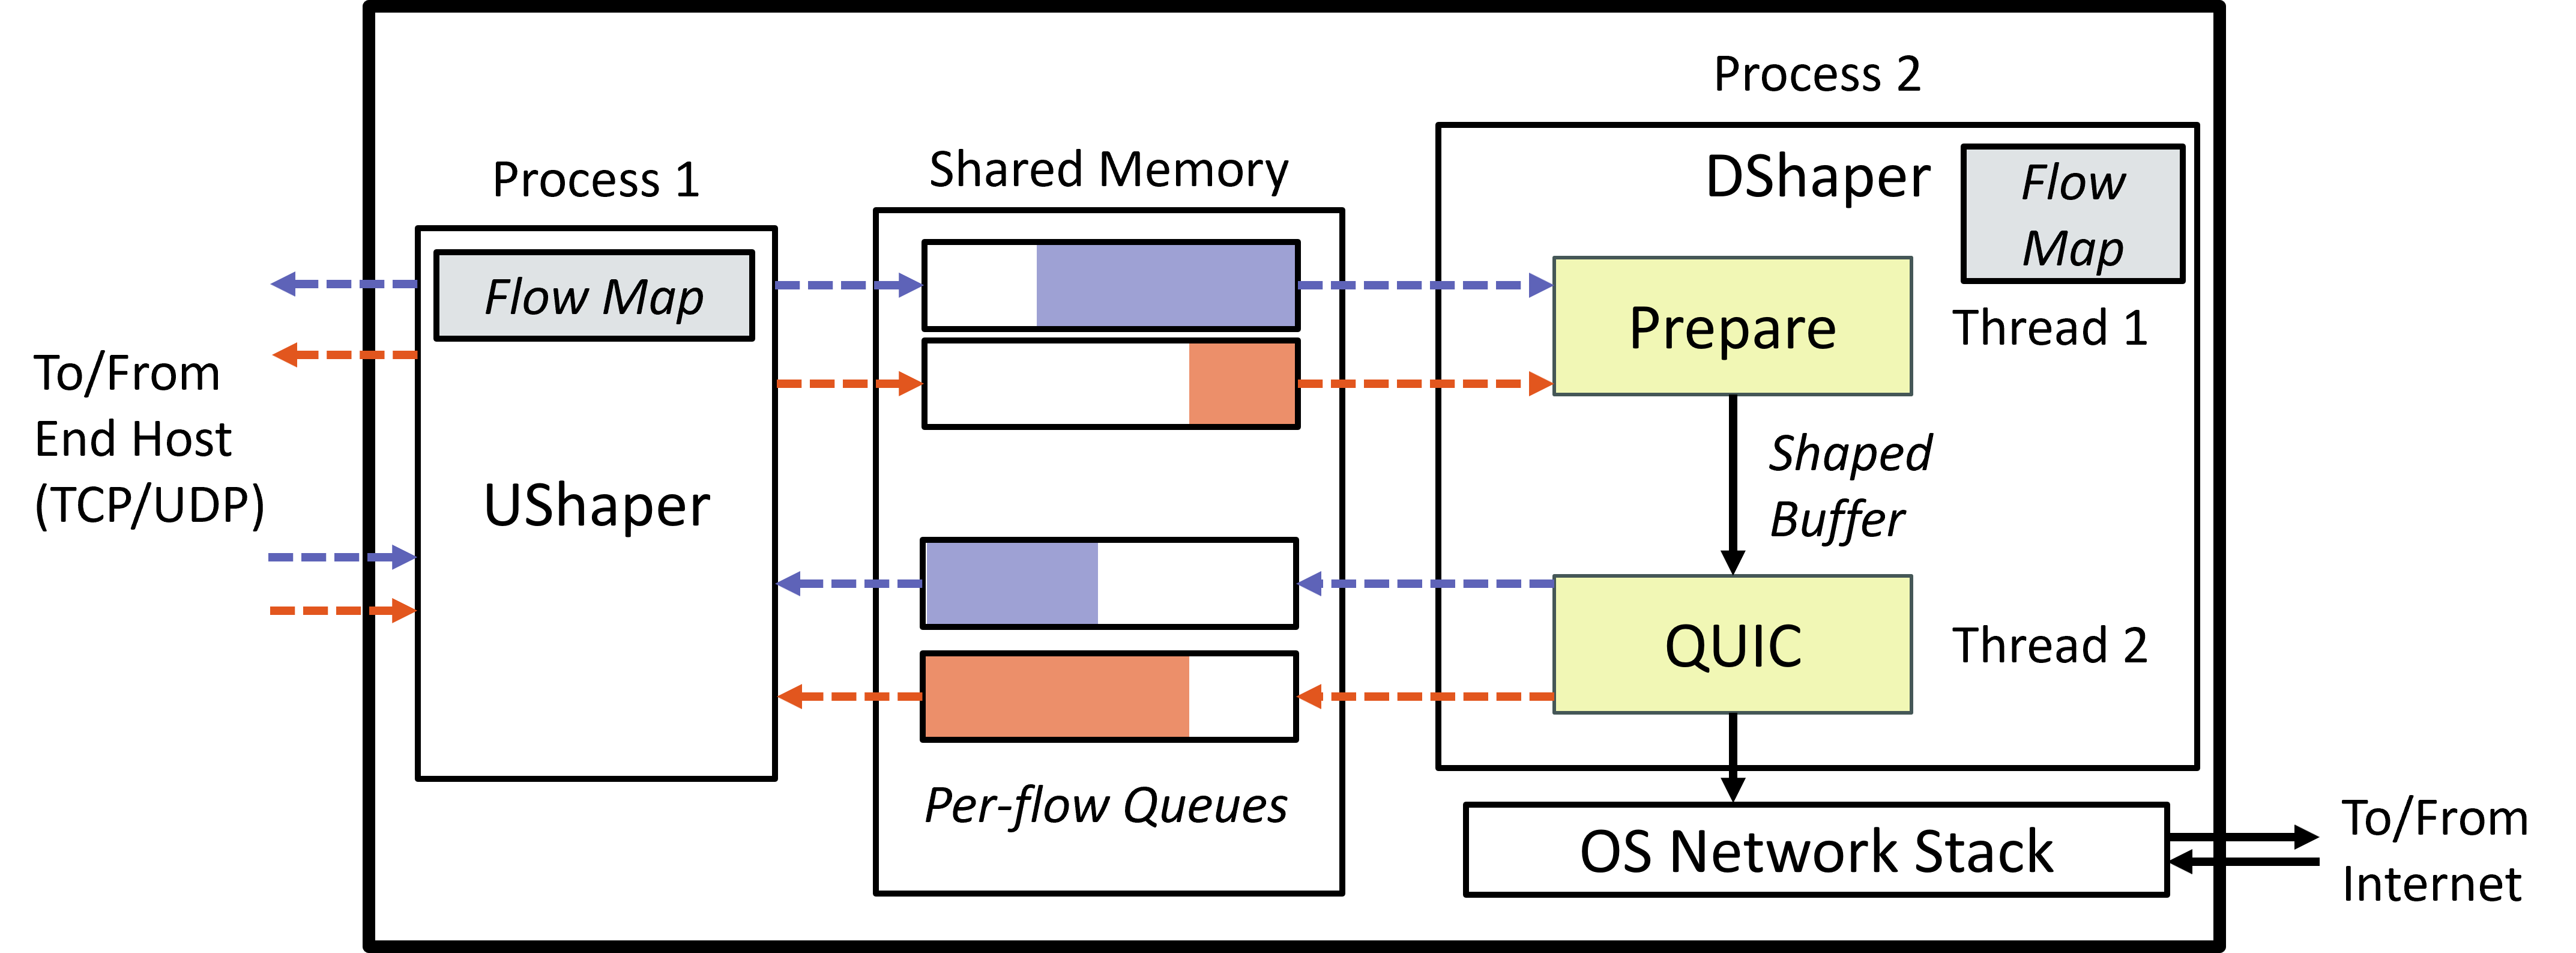 To/From
End Host
(TCP/UDP)
Process 1
Flow Map
UShaper
Shared Memory
Per-flow Queues
Process 2
DShaper
Flow
Map
Prepare
Thread 1
Shaped
Buffer
QUIC
Thread 2
OS Network Stack
To/From
Internet